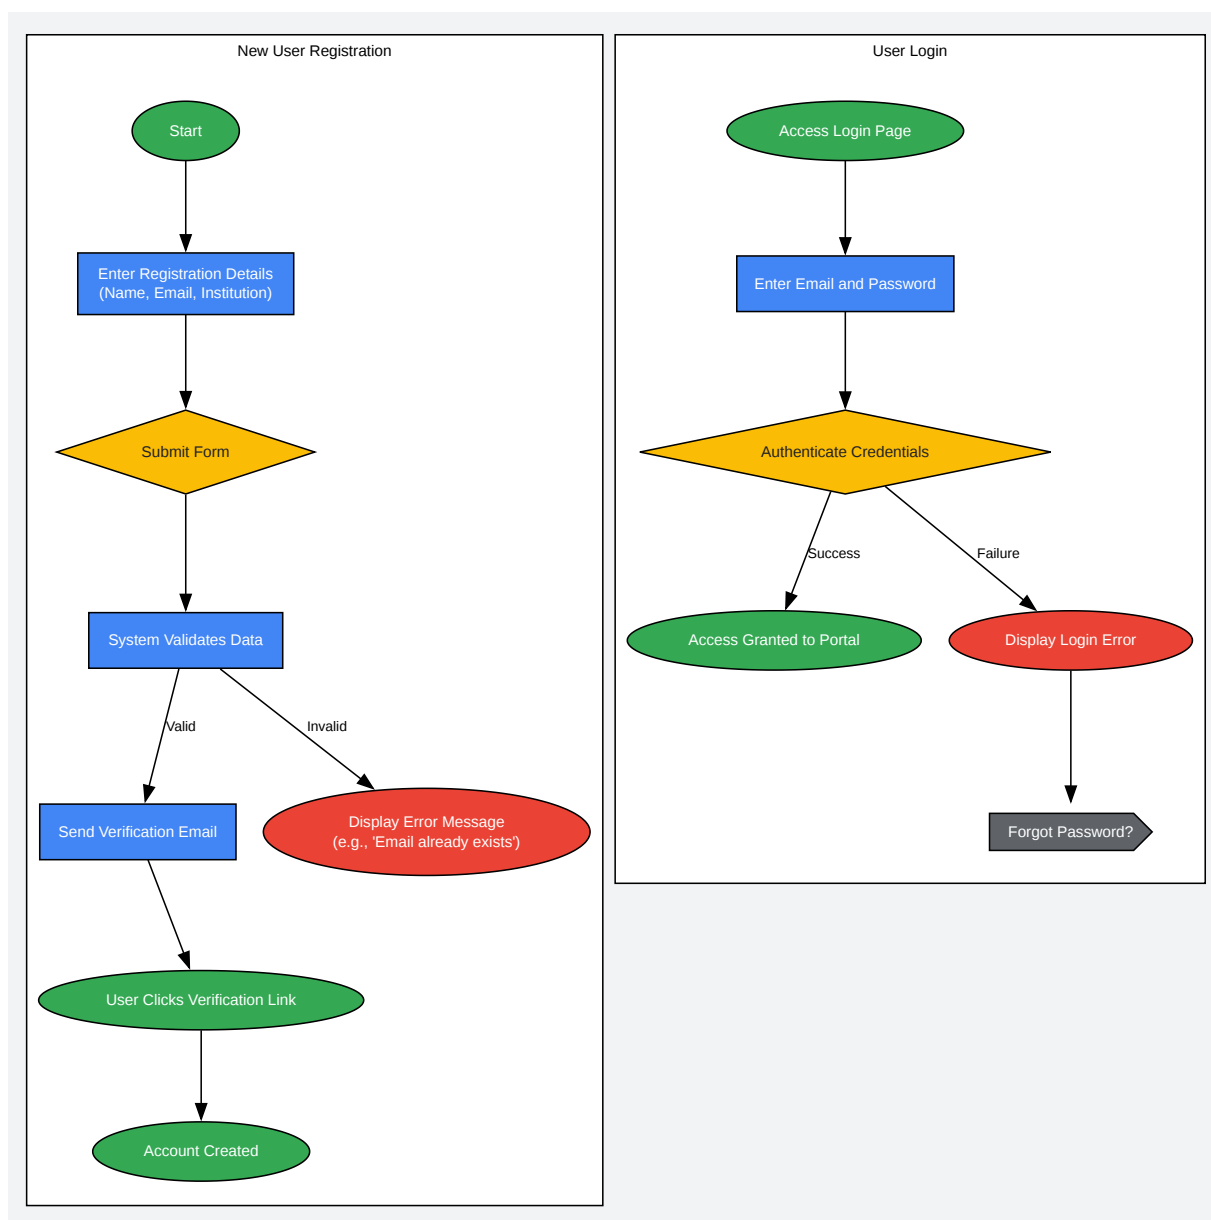 New User Registration
Start
Enter Registration Details
(Name, Email, Institution)
Submit Form
System Validates Data
Valid
Invalid
Send Verification Email
Display Error Message
(e.g., 'Email already exists')
User Clicks Verification Link
Account Created
User Login
Access Login Page
Enter Email and Password
Authenticate Credentials
Success
Failure
Access Granted to Portal
Display Login Error
Forgot Password?